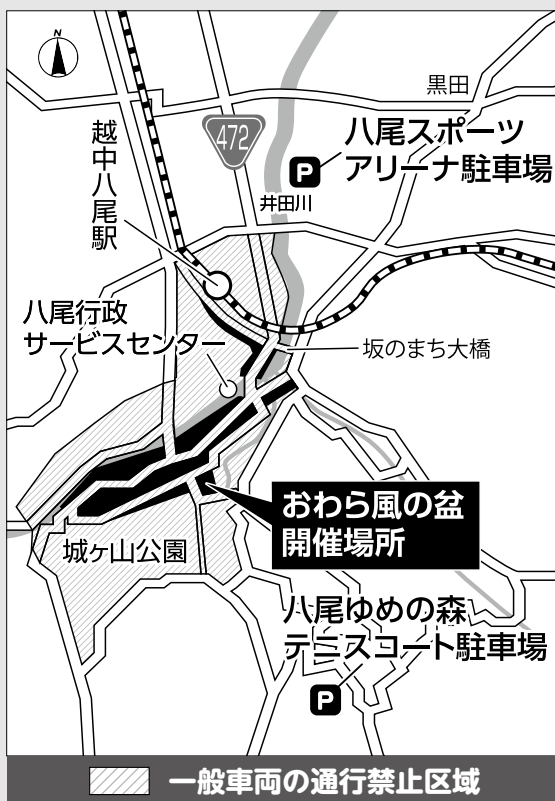 N
黒田
472
八尾スポーツ
アリーナ駐車場
P
越中八尾駅
井田川
八尾行政
サービスセンター
坂のまち大橋
おわら風の盆
開催場所
城ヶ山公園
八尾ゆめの森
テニスコート駐車場
P
一般車両の通行禁止区域